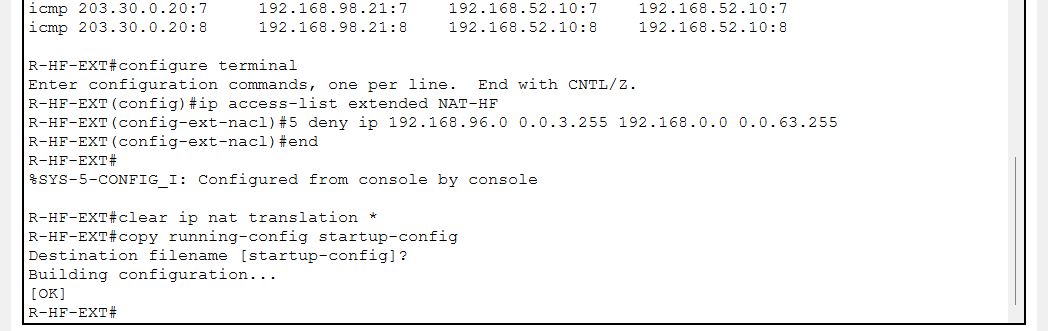 icmp 203.30.0.20:7     192.168.98.21:7    192.168.52.10:7    192.168.52.10:7
icmp 203.30.0.20:8     192.168.98.21:8    192.168.52.10:8    192.168.52.10:8
R-HF-EXT#configure terminal
Enter configuration commands, one per line.  End with CNTL/Z.
R-HF-EXT(config)#ip access-list extended NAT-HF
R-HF-EXT(config-ext-nacl)#5 deny ip 192.168.96.0 0.0.3.255 192.168.0.0 0.0.63.255
R-HF-EXT(config-ext-nacl)#end
R-HF-EXT#
%SYS-5-CONFIG_I: Configured from console by console
R-HF-EXT#clear ip nat translation *
R-HF-EXT#copy running-config startup-config
Destination filename [startup-config]?
Building configuration...
[OK]
R-HF-EXT#